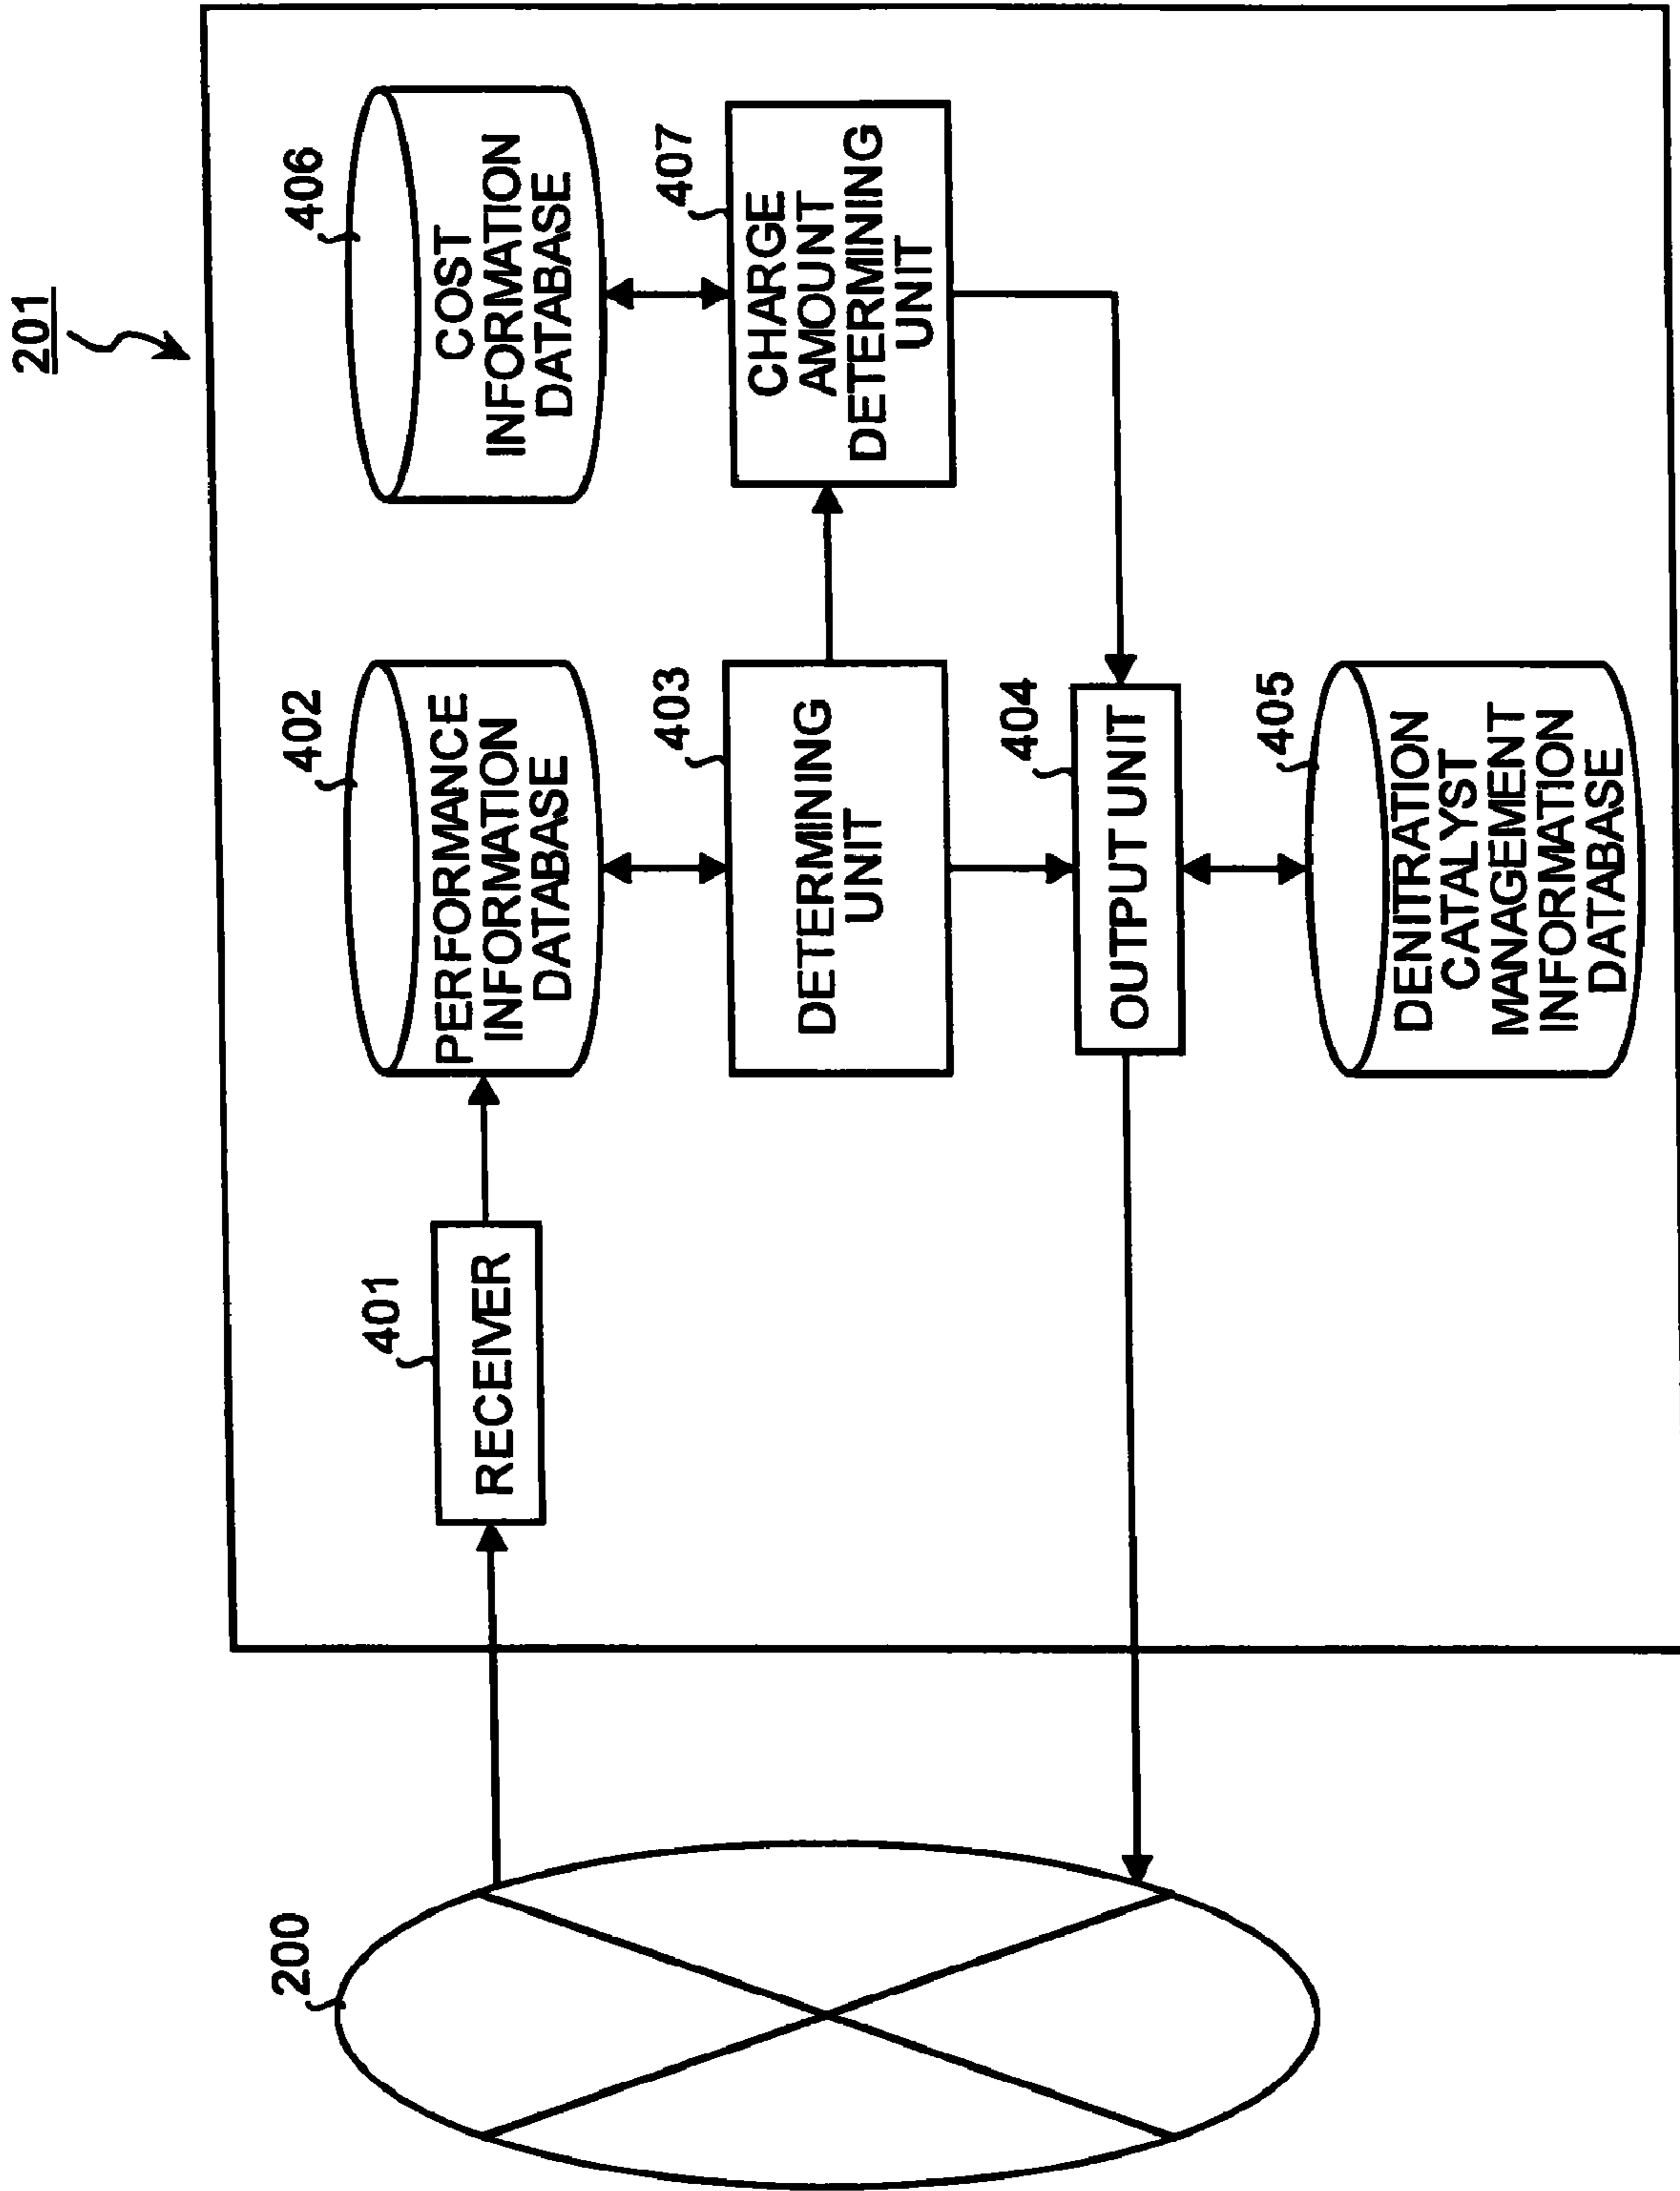 201
200
401
RECEIVER
402
PERFORMANCE
INFORMATION
DATABASE
406
COST
INFORMATION
DATABASE
403
DETERMINING
UNIT
407
CHARGE
AMOUNT
DETERMINING
UNIT
404
OUTPUT UNIT
405
DENITRATION
CATALYST
MANAGEMENT
INFORMATION
DATABASE